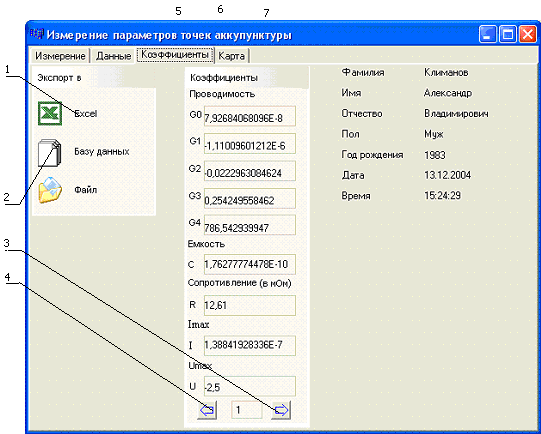 5 6 7
Измерение параметров точек аккупунктуры
Измерение Данные Коэффициенты Карта
1
Экспорт в
Excel
Базу данных
Файл
2
3
4
Коэффициенты
Проводимость
G0 7,92684068096E-8
G1 -1,11009601212E-6
G2 -0,0222963084624
G3 0,254249558462
G4 786,542939947
Емкость
C 1,76277774478E-10
Сопротивление (в мОм)
R 12,61
Imax
I 1,38841928336E-7
Umax
U -2,5
1
Фамилия Климанов
Имя Александр
Отчество Владимирович
Пол Муж
Год рождения 1983
Дата 13.12.2004
Время 15:24:29